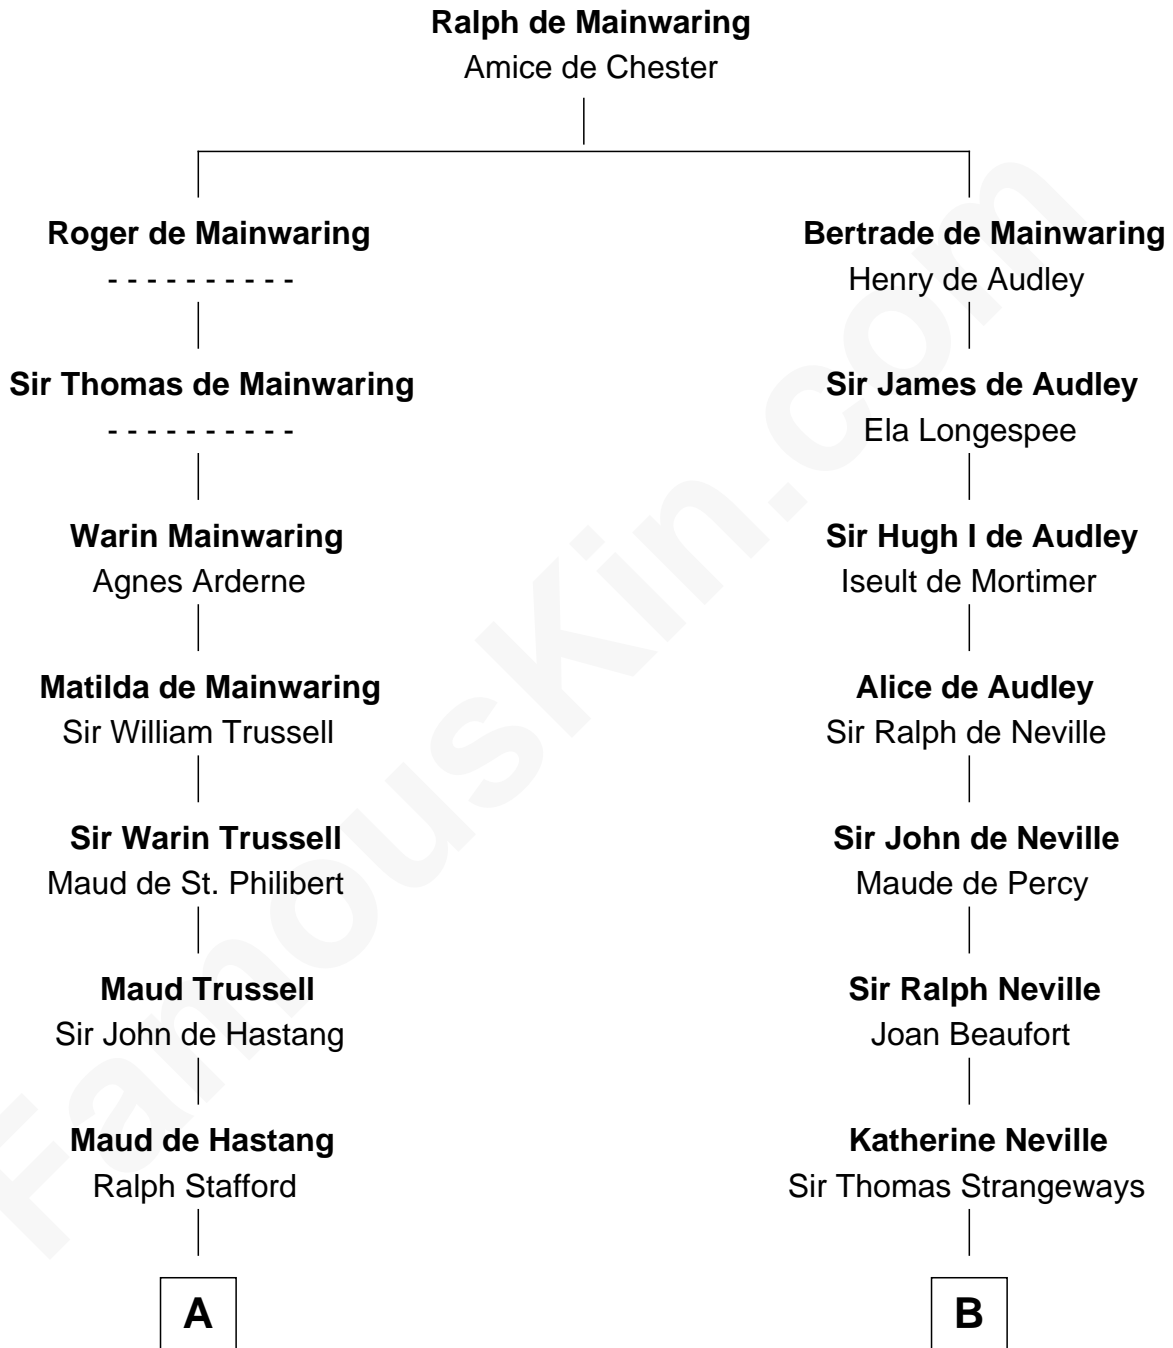 Ralph de Mainwaring
Amice de Chester
Roger de Mainwaring
- - - - - - - - - -
Sir Thomas de Mainwaring
- - - - - - - - - -
Warin Mainwaring
Agnes Arderne
Matilda de Mainwaring
Sir William Trussell
Sir Warin Trussell
Maud de St. Philibert
Maud Trussell
Sir John de Hastang
Maud de Hastang
Ralph Stafford
A
Bertrade de Mainwaring
Henry de Audley
Sir James de Audley
Ela Longespee
Sir Hugh I de Audley
Iseult de Mortimer
Alice de Audley
Sir Ralph de Neville
Sir John de Neville
Maude de Percy
Sir Ralph Neville
Joan Beaufort
Katherine Neville
Sir Thomas Strangeways
B
FamousKin.com